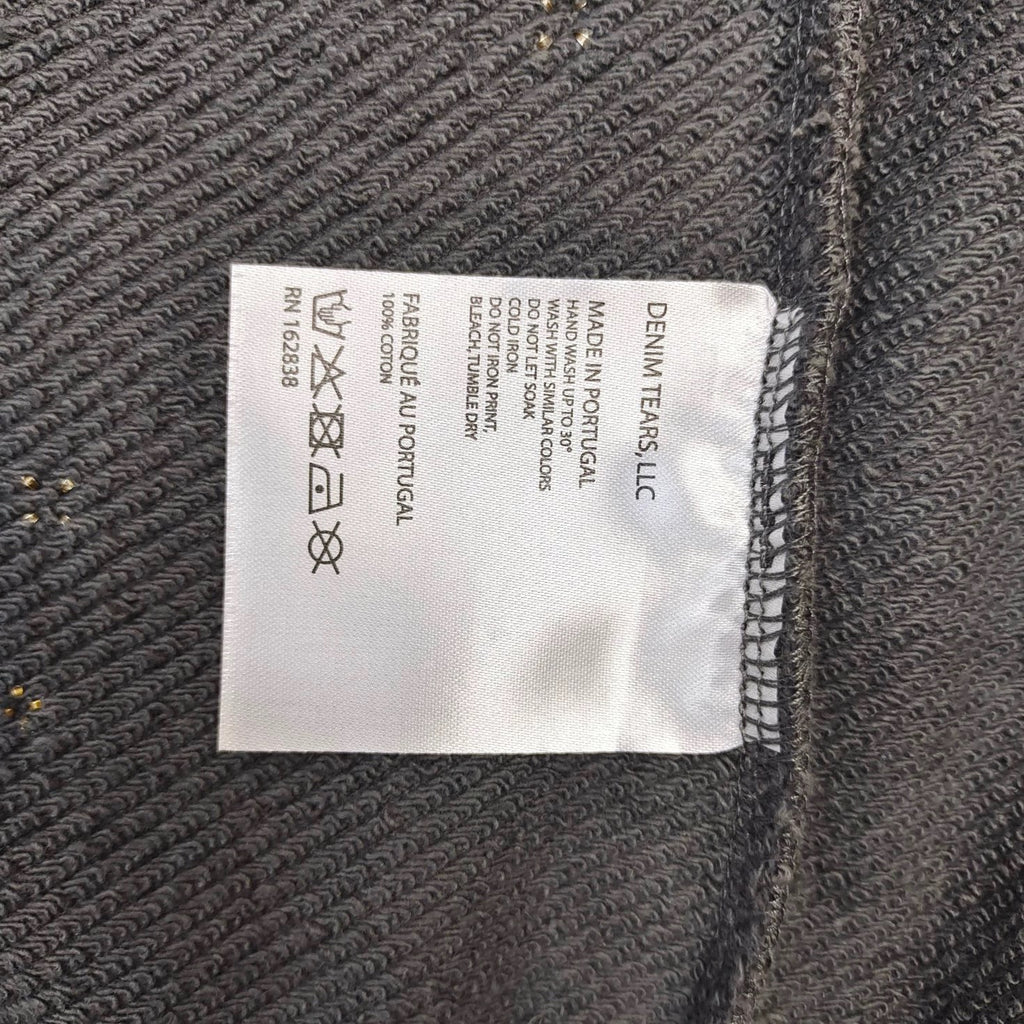 DENIM TEARS, LLC
MADE IN PORTUGAL
HAND WASH UP TO 30°
WASH WITH SIMILAR COLORS
DO NOT LET SOAK
COLD IRON
DO NOT IRON PRINT.
BLEACH, TUMBLE DRY
FABRIQUÉ AU PORTUGAL
100% COTON
RN 162838